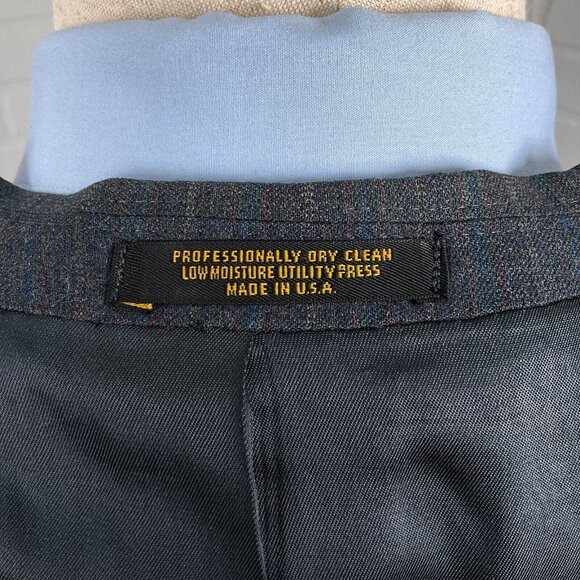 PROFESSIONALLY DRY CLEAN
LOW MOISTURE UTILITY PRESS
MADE IN U.S.A.